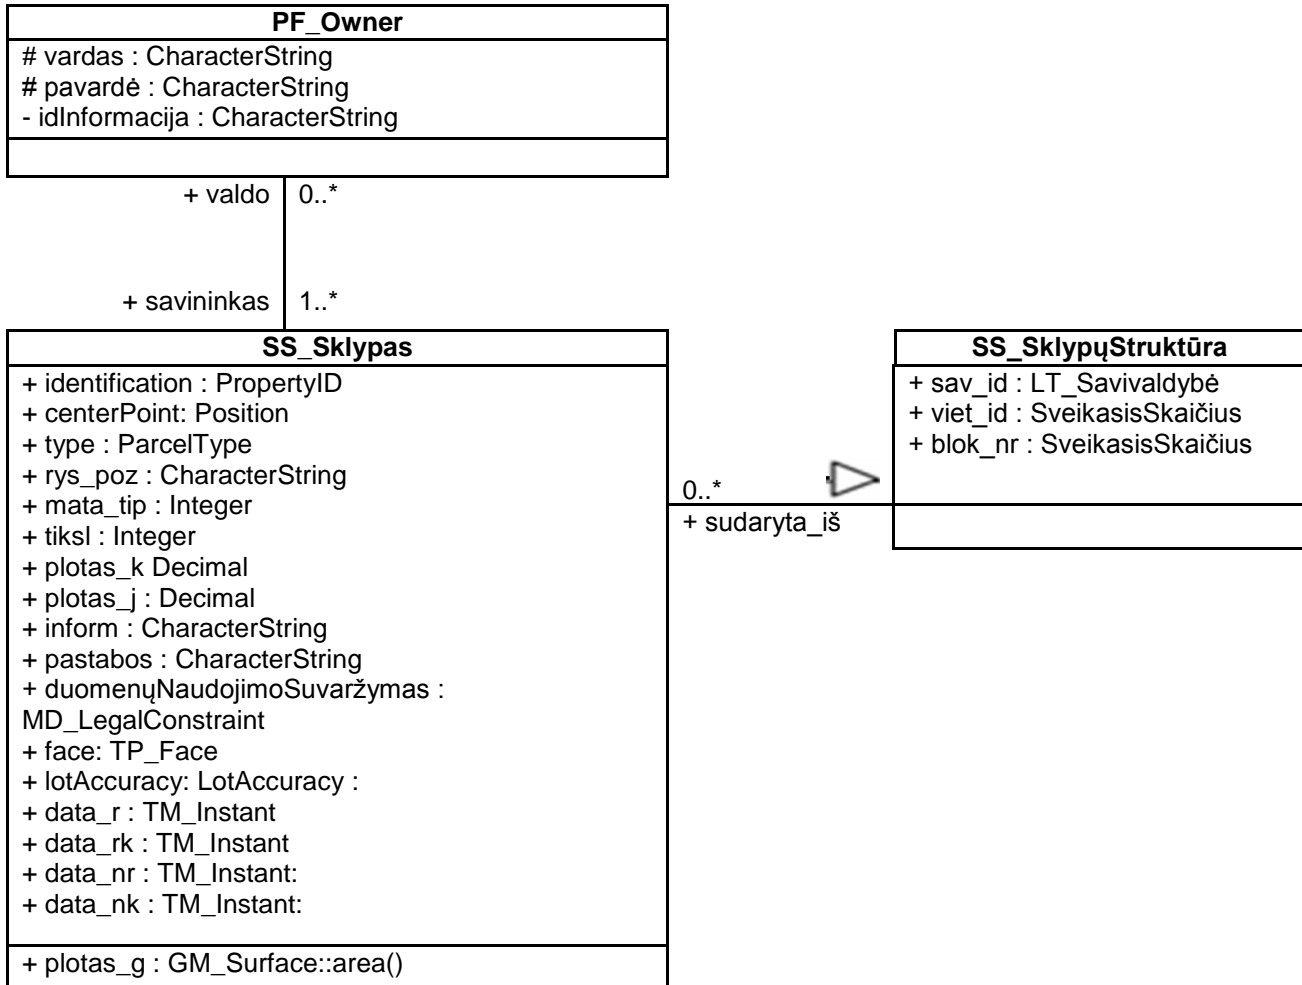 PF_Owner
# vardas : CharacterString
# pavardė : CharacterString
- idInformacija : CharacterString
+ valdo 0..*
+ savininkas 1..*
SS_Sklypas
+ identification : PropertyID
+ centerPoint: Position
+ type : ParcelType
+ rys_poz : CharacterString
+ mata_tip : Integer
+ tiksl : Integer
+ plotas_k Decimal
+ plotas_j : Decimal
+ inform : CharacterString
+ pastabos : CharacterString
+ duomenųNaudojimoSuvaržymas :
MD_LegalConstraint
+ face: TP_Face
+ lotAccuracy: LotAccuracy :
+ data_r : TM_Instant
+ data_rk : TM_Instant
+ data_nr : TM_Instant:
+ data_nk : TM_Instant:
+ plotas_g : GM_Surface::area()
0..*
+ sudaryta_iš
SS_SklypųStruktūra
+ sav_id : LT_Savivaldybė
+ viet_id : SveikasisSkaičius
+ blok_nr : SveikasisSkaičius